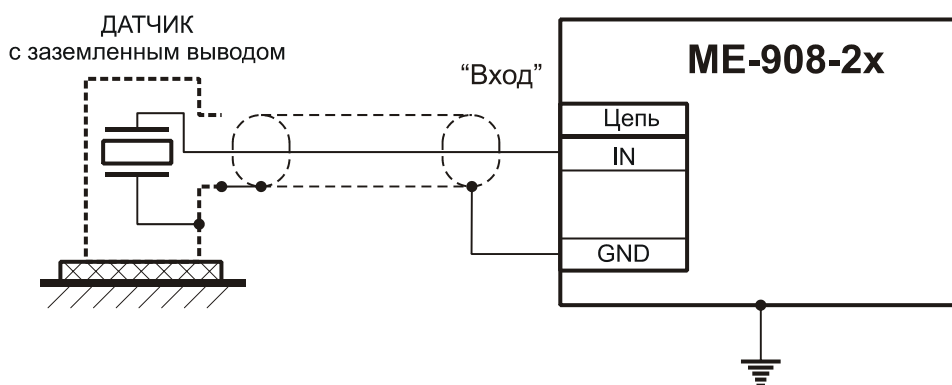 ДАТЧИК
с заземленным выводом
“Вход”
ME-908-2x
Цепь
IN
GND